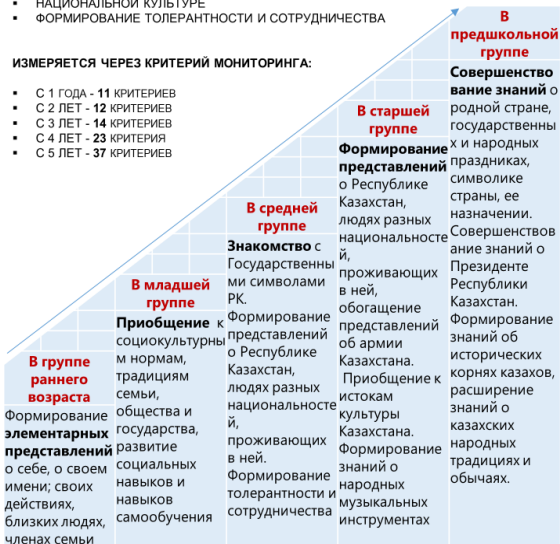 ▪ НАЦИОНАЛЬНОЙ КУЛЬТУРЕ
▪ ФОРМИРОВАНИЕ ТОЛЕРАНТНОСТИ И СОТРУДНИЧЕСТВА
ИЗМЕРЯЕТСЯ ЧЕРЕЗ КРИТЕРИЙ МОНИТОРИНГА:
▪ С 1 ГОДА - 11 КРИТЕРИЕВ
▪ С 2 ЛЕТ - 12 КРИТЕРИЕВ
▪ С 3 ЛЕТ - 14 КРИТЕРИЕВ
▪ С 4 ЛЕТ - 23 КРИТЕРИЯ
▪ С 5 ЛЕТ - 37 КРИТЕРИЕВ
В группе
раннего
возраста
Формирование
элементарных
представлений
о себе, о своем
имени; своих
действиях,
близких людях,
членах семьи
В младшей
группе
Приобщение к
социокультурны
м нормам,
традициям
семьи,
общества и
государства,
развитие
социальных
навыков и
навыков
самообучения
В средней
группе
Знакомство с
Государственны
ми символами
РК.
Формирование
представлений
о Республике
Казахстан,
людях разных
национальносте
й,
проживающих
в ней.
Формирование
толерантности и
сотрудничества
В старшей
группе
Формирование
представлений
о Республике
Казахстан,
людях разных
национальносте
й,
проживающих
в ней,
обогащение
представлений
об армии
Казахстана.
Приобщение к
истокам
культуры
Казахстана.
Формирование
знаний о
народных
музыкальных
инструментах
В
предшкольной
группе
Совершенство
вание знаний о
родной стране,
государственны
х и народных
праздниках,
символике
страны, ее
назначении.
Совершенствов
ание знаний о
Президенте
Республики
Казахстан.
Формирование
знаний об
исторических
корнях казахов,
расширение
знаний о
казахских
народных
традициях и
обычаях.